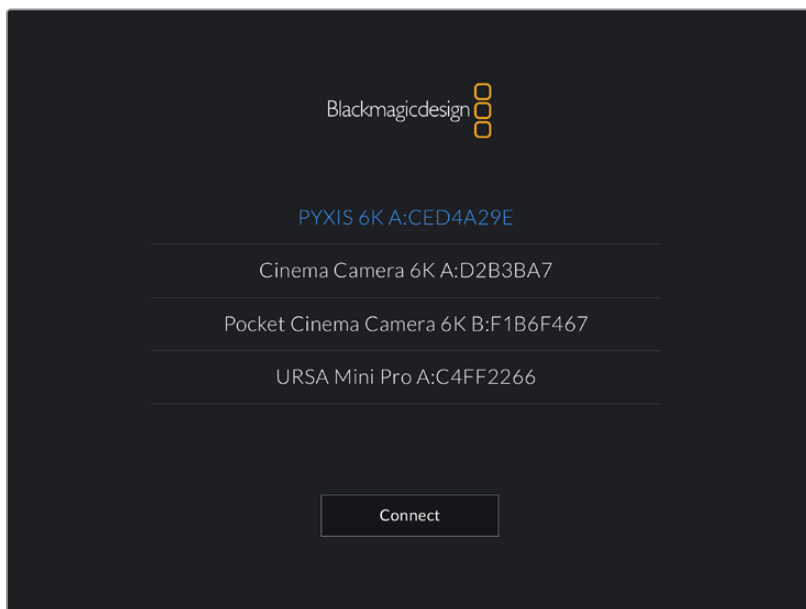 Blackmagicdesign
PYXIS 6K A:CED4A29E
Cinema Camera 6K A:D2B3BA7
Pocket Cinema Camera 6K B:F1B6F467
URSA Mini Pro A:C4FF2266
Connect